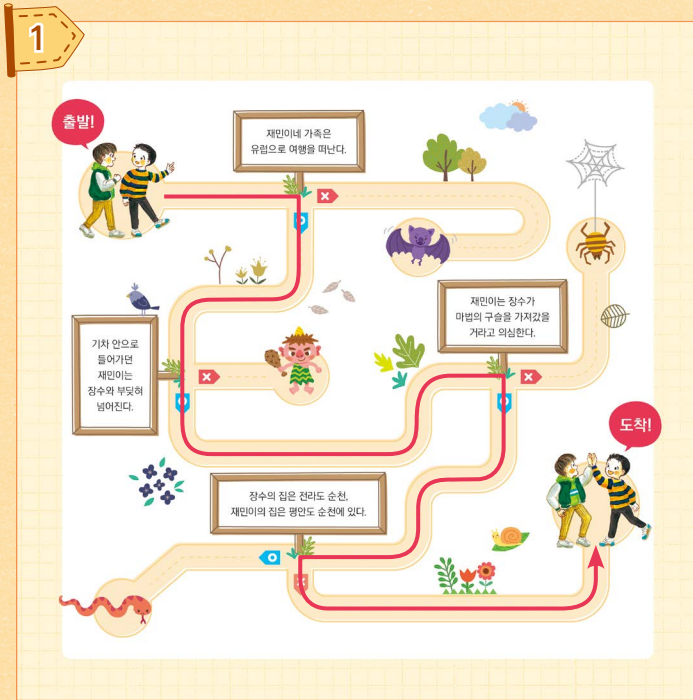 1
출발!
재민이네 가족은
유럽으로 여행을 떠난다.
X
O
재민이는 장수가
마법의 구슬을 가져갔을
거라고 의심한다.
X
O
기차 안으로
들어가던
재민이는
장수와 부딪혀
넘어진다.
X
O
도착!
장수의 집은 전라도 순천,
재민이의 집은 평안도 순천에 있다.
O
X